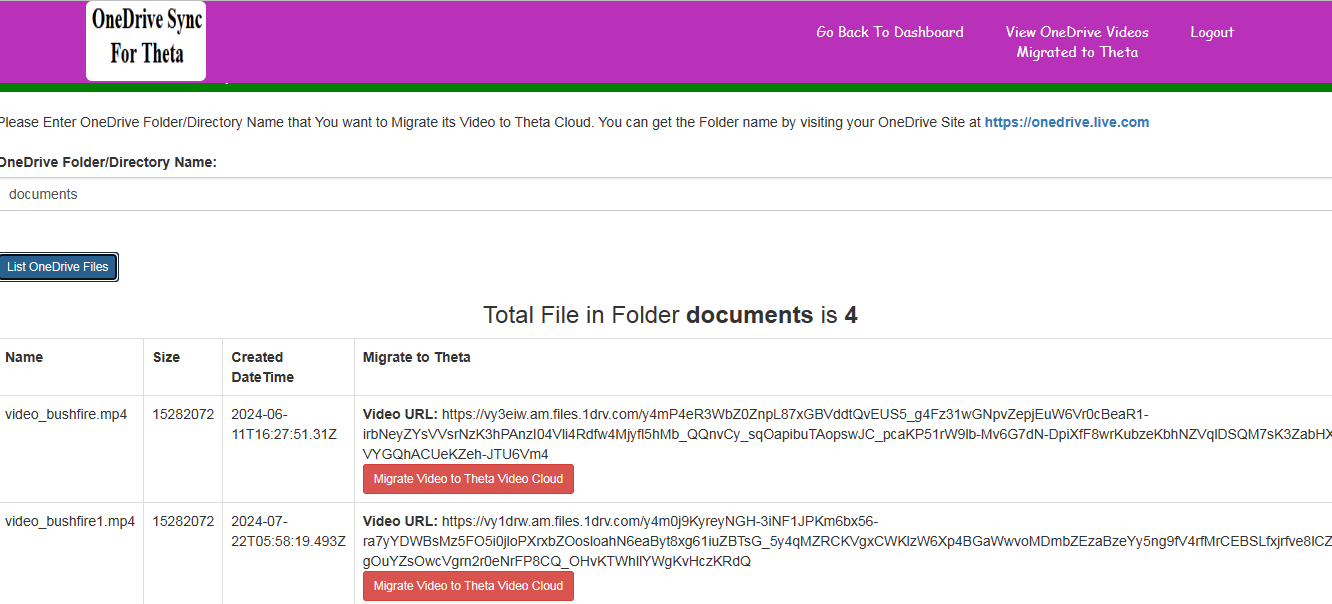 OneDrive Sync
For Theta
Go Back To Dashboard
View OneDrive Videos
Migrated to Theta
Logout
Please Enter OneDrive Folder/Directory Name that You want to Migrate its Video to Theta Cloud. You can get the Folder name by visiting your OneDrive Site at https://onedrive.live.com
OneDrive Folder/Directory Name:
documents
List OneDrive Files
Total File in Folder documents is 4
Name Size Created DateTime Migrate to Theta
video_bushfire.mp4 15282072 2024-06-
11T16:27:51.31Z
Video URL: https://vy3eiw.am.files.1drv.com/y4mP4eR3WbZ0ZnpL87xGBVddtQvEUS5_g4Fz31wGNpvZepjEuW6Vr0cBeaR1-
irbNeyZYsVVsrNzK3hPAnzI04Vli4Rdfw4Mjyfl5hMb_QQnvCy_sqOapibuTAopswJC_pcaKP51rW9Ib-Mv6G7dN-DpiXfF8wrKubzeKbhNZVqIDSQM7sK3ZabHX
VYGQhACUeKZeh-JTU6Vm4
Migrate Video to Theta Video Cloud
video_bushfire1.mp4 15282072 2024-07-
22T05:58:19.493Z
Video URL: https://vy1drw.am.files.1drv.com/y4m0j9KyreyNGH-3iNF1JPKm6bx56-
ra7yYDWBsMz5FO5i0jIoPXrxbZOosloahN6eaByt8xg61iuZBTsG_5y4qMZRCKVgxCWKlzW6Xp4BGaWwvoMDmbZEzaBzeYy5ng9fV4rfMrCEBSLfxjrfve8ICZ
gOuYZsOwcVgrn2r0eNrFP8CQ_OHvKTWhlIYWgKvHczKRdQ
Migrate Video to Theta Video Cloud